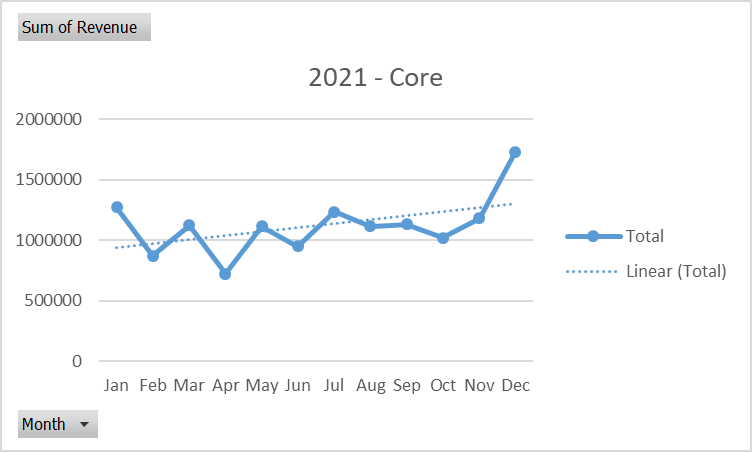 Sum of Revenue
2021 - Core
2000000
1500000
1000000
500000
0
Jan Feb Mar Apr May Jun Jul Aug Sep Oct Nov Dec
Total
Linear (Total)
Month